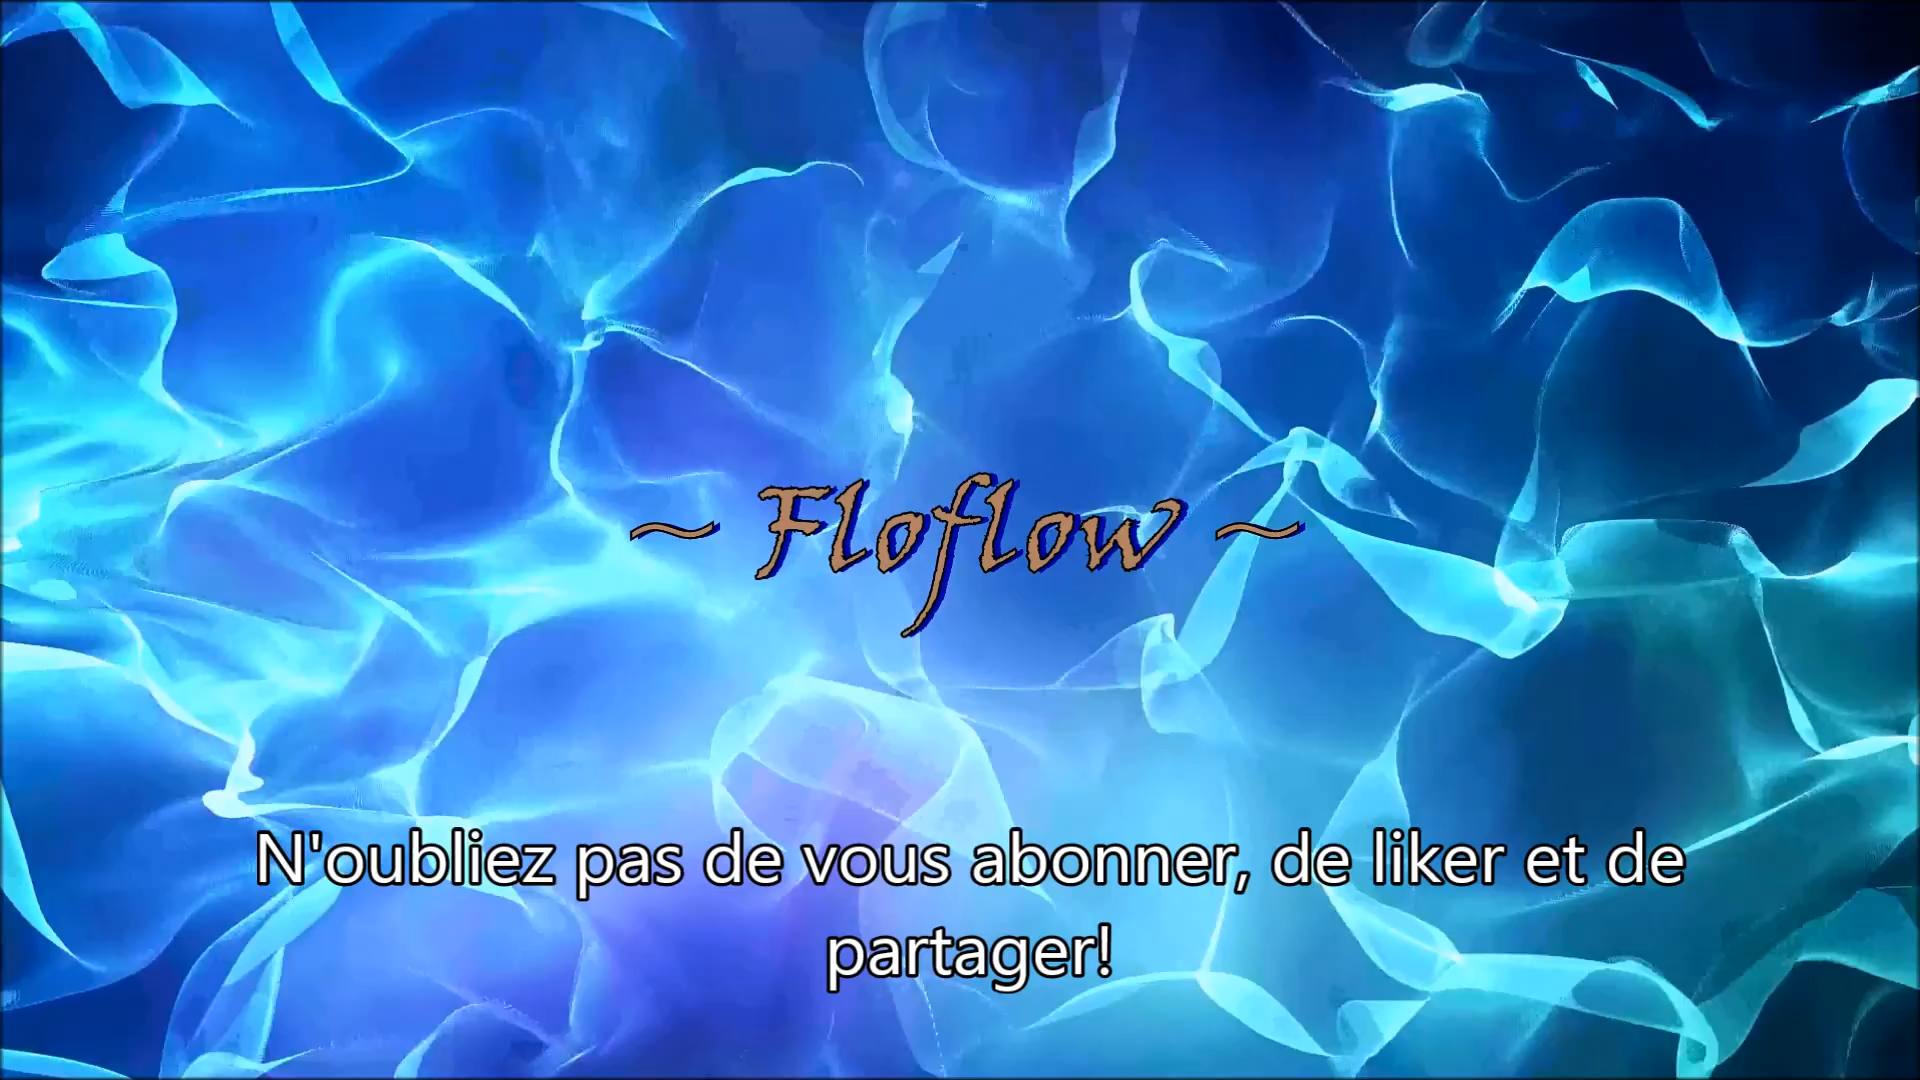 ~ Floflow ~
N'oubliez pas de vous abonner, de liker et de
partager!